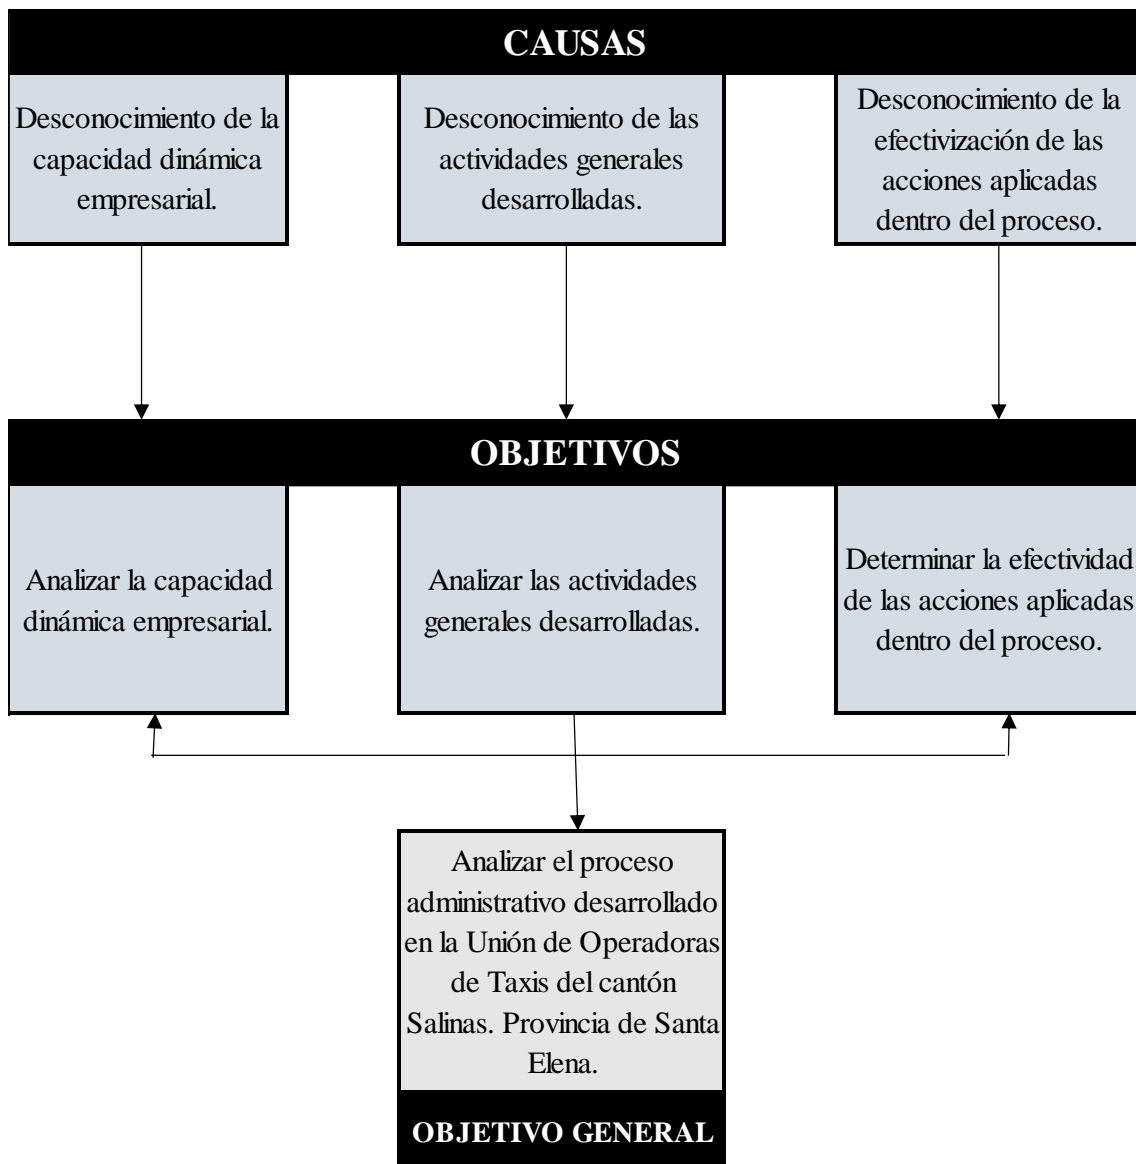 CAUSAS
Desconocimiento de la
capacidad dinámica
empresarial.
Desconocimiento de las
actividades generales
desarrolladas.
Desconocimiento de la
efectivización de las
acciones aplicadas
dentro del proceso.
OBJETIVOS
Analizar la capacidad
dinámica empresarial.
Analizar las actividades
generales desarrolladas.
Determinar la efectividad
de las acciones aplicadas
dentro del proceso.
Analizar el proceso
administrativo desarrollado
en la Unión de Operadoras
de Taxis del cantón
Salinas. Provincia de Santa
Elena.
OBJETIVO GENERAL